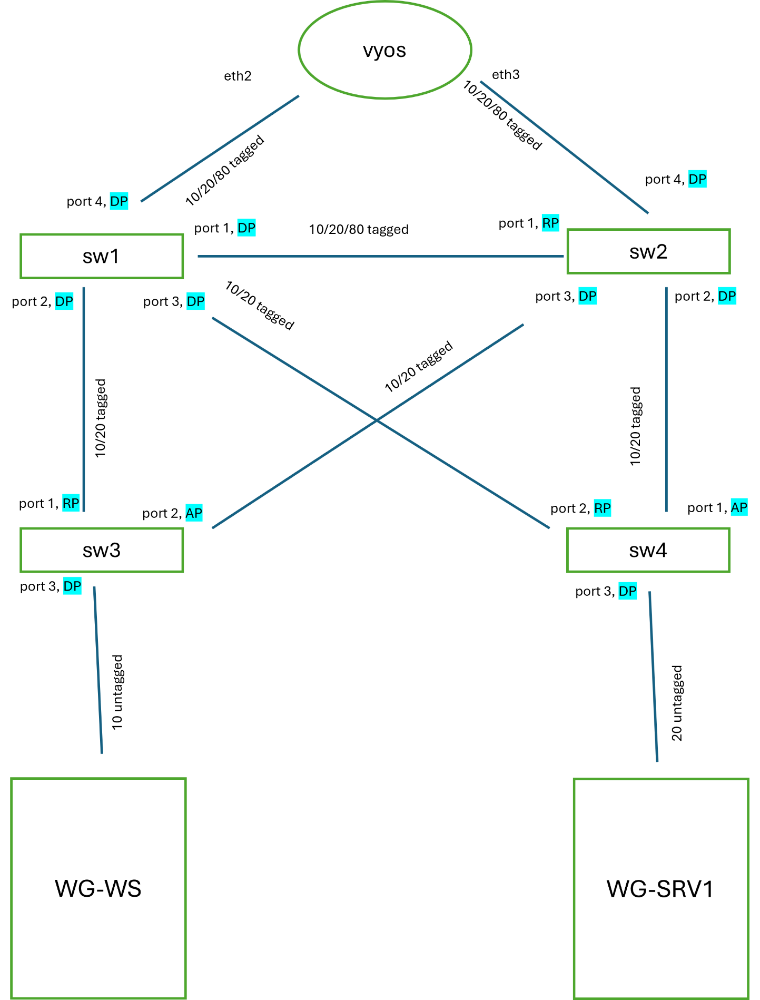 vyos
eth2
eth3
10/20/80 tagged
10/20/80 tagged
port 4, DP
port 4, DP
port 1, DP
10/20/80 tagged
port 1, RP
sw1
sw2
port 2, DP
port 3, DP
10/20 tagged
port 3, DP
port 2, DP
10/20 tagged
10/20 tagged
10/20 tagged
port 1, RP
port 2, AP
port 2, RP
port 1, AP
sw3
sw4
port 3, DP
port 3, DP
10 untagged
20 untagged
WG-WS
WG-SRV1